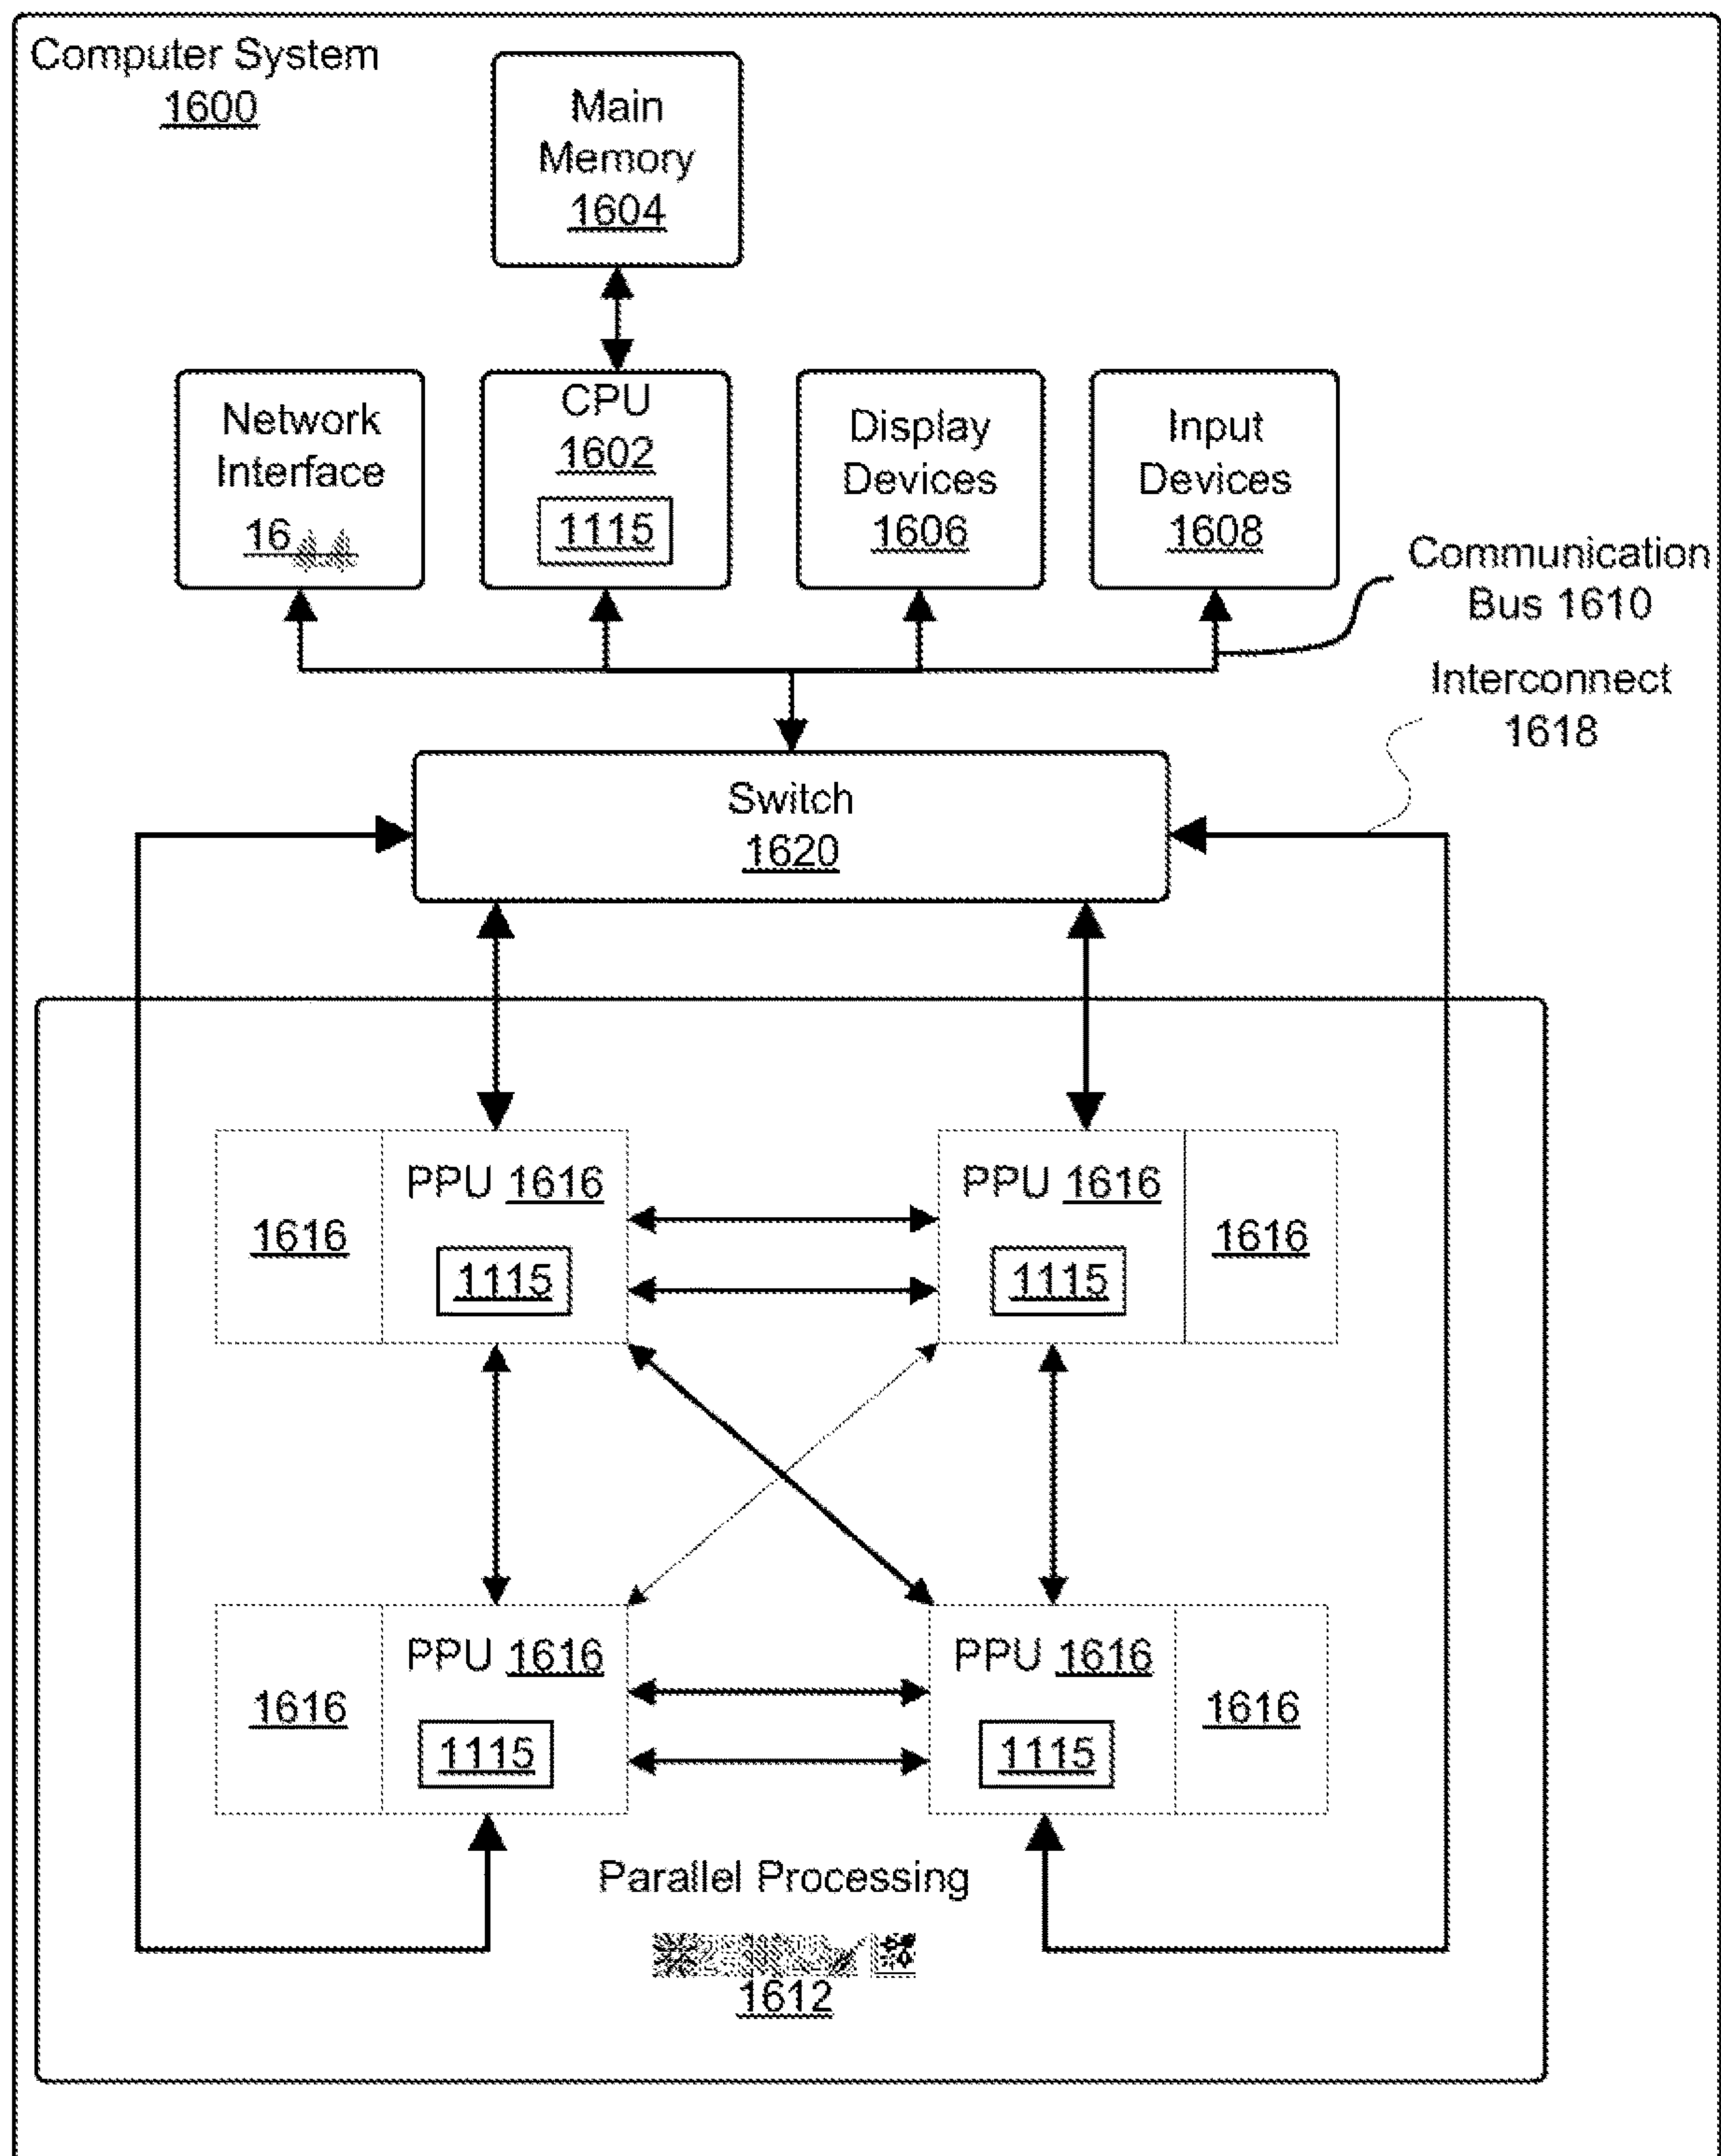 Computer System
1600
Main
Memory
1604
Network
Interface
CPU
1602
1115
Display
Devices
1606
Input
Devices
1608
Communication
Bus 1610
Interconnect
1618
Switch
1620
1616
PPU 1616
1115
PPU 1616
1115
1616
1616
PPU 1616
1115
PPU 1616
1115
1616
Parallel Processing
1612